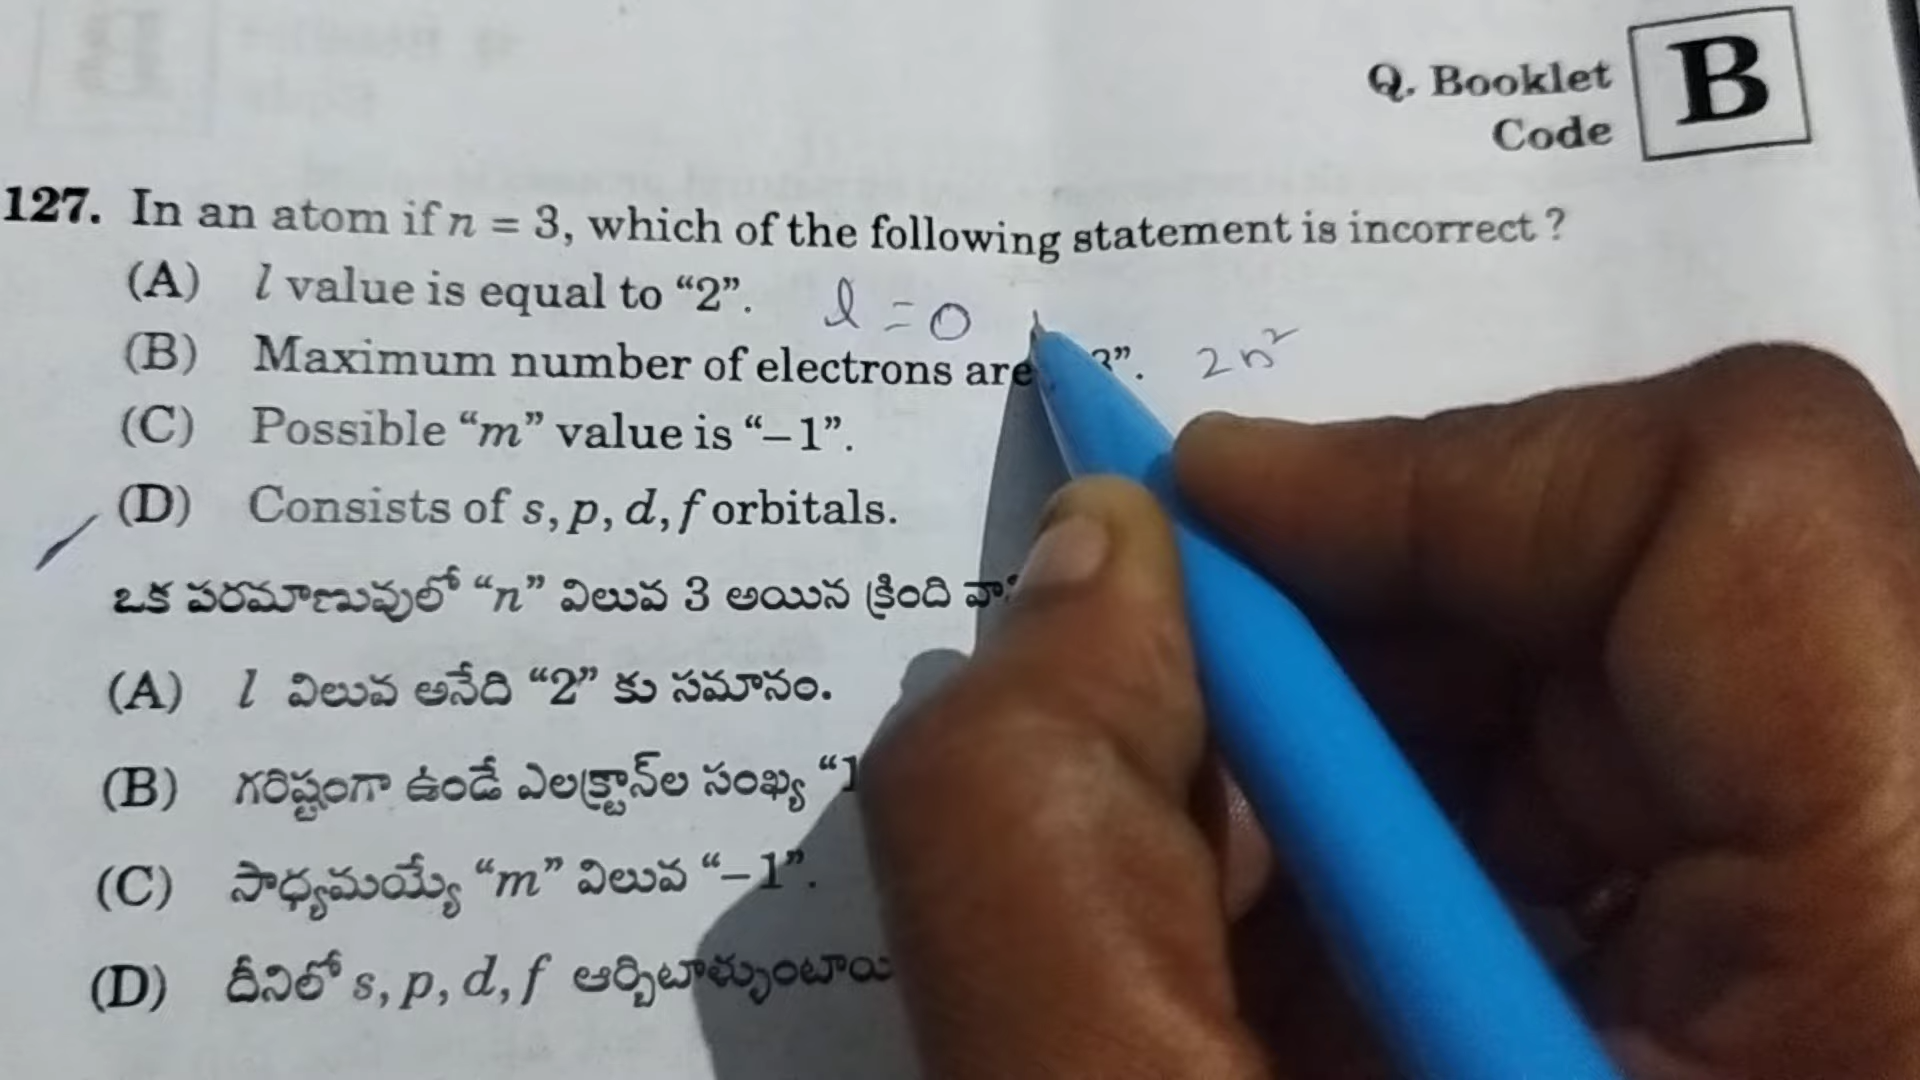 Q. Booklet
Code
B
127. In an atom if n = 3, which of the following statement is incorrect ?
(A) l value is equal to “2”. l = 0
(B) Maximum number of electrons are 2n²
(C) Possible “m” value is “–1”.
(D) Consists of s, p, d, f orbitals.
ఒక పరమాణువులో “n” విలువ 3 అయిన క్రింది
(A) l విలువ అనేది “2” కు సమానం.
(B) గరిష్టంగా ఉండే ఎలక్ట్రాన్‌ల సంఖ్య
(C) సాధ్యమయ్యే “m” విలువ “–1”.
(D) దీనిలో s, p, d, f